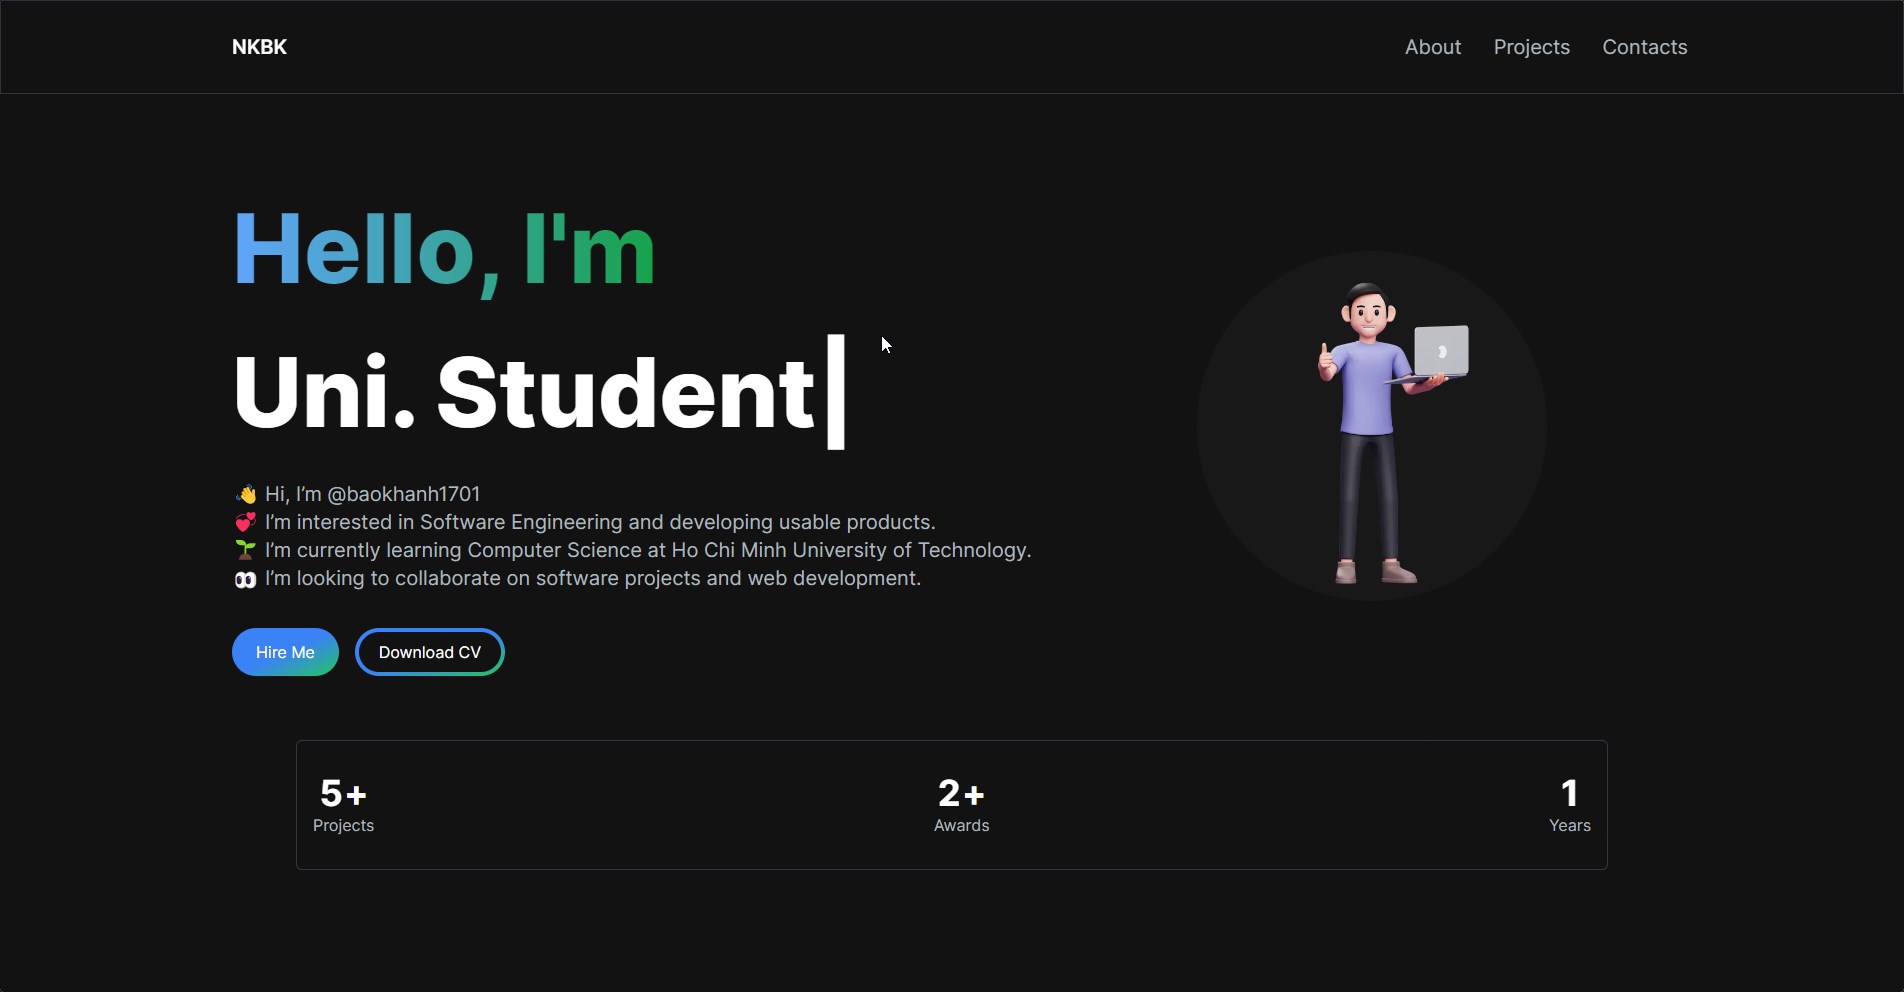 NKBK
About Projects Contacts
Hello, I'm
Uni. Student|
👋 Hi, I’m @baokhanh1701
💞 I’m interested in Software Engineering and developing usable products.
🌱 I’m currently learning Computer Science at Ho Chi Minh University of Technology.
👀 I’m looking to collaborate on software projects and web development.
Hire Me
Download CV
5+
Projects
2+
Awards
1
Years